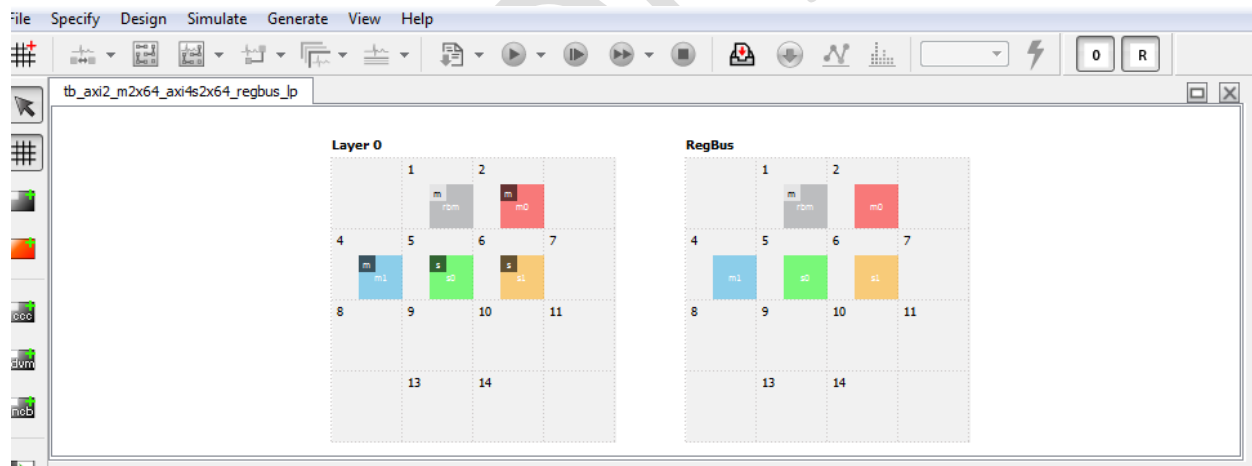 File Specify Design Simulate Generate View Help
0 R
tb_axi2_m2x64_axi4s2x64_regbus_lp
Layer 0 RegBus
1 2 1 2
m m m
rbm m0 rbm m0
4 5 6 7 4 5 6 7
m s s
m1 s0 s1 m1 s0 s1
8 9 10 11 8 9 10 11
ccc
13 14 13 14
dvm
ncb